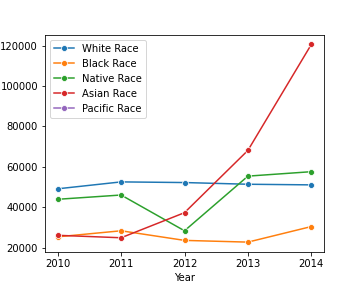 120000
100000
80000
60000
40000
20000
White Race
Black Race
Native Race
Asian Race
Pacific Race
2010 2011 2012 2013 2014
Year